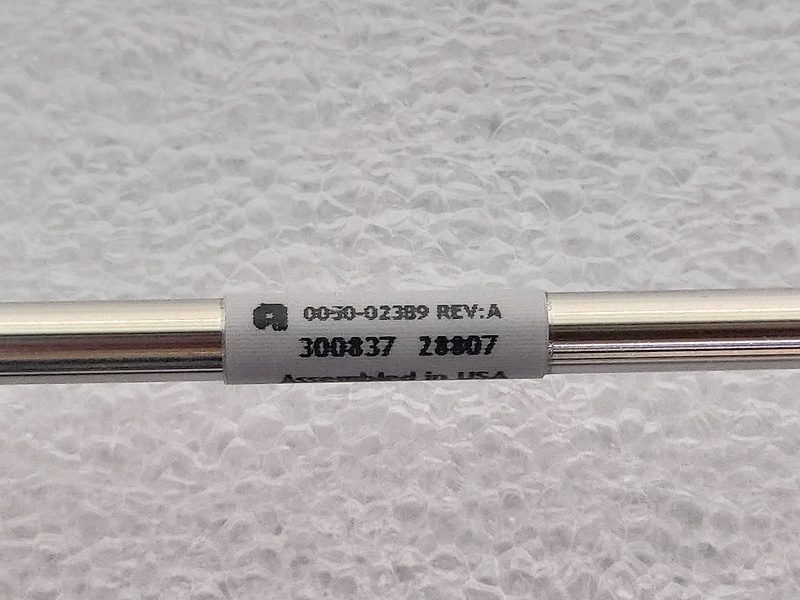 0050-02389 REV:A
300837 28807
Assembled in USA